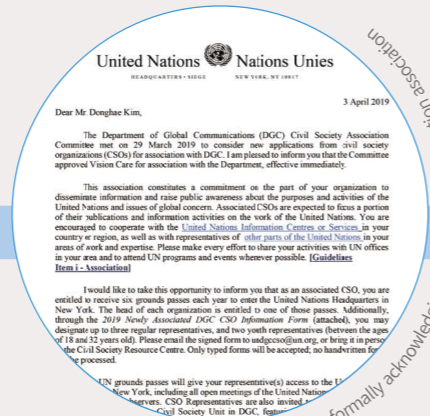 United Nations Nations Unies
HEADQUARTERS • SIEGE NEW YORK, NY 10017
3 April 2019
Dear Mr. Donghae Kim,
The Department of Global Communications (DGC) Civil Society Association
Committee met on 29 March 2019 to consider new applications from civil society
organizations (CSOs) for association with DGC. I am pleased to inform you that the Committee
approved Vision Care for association with the Department, effective immediately.
This association constitutes a commitment on the part of your organization to
disseminate information and raise public awareness about the purposes and activities of the
United Nations and issues of global concern. Associated CSOs are expected to focus a portion
of their publications and information activities on the work of the United Nations. You are
encouraged to cooperate with the United Nations Information Centres or Services in your
country or region, as well as with representatives of other parts of the United Nations in your
areas of work and expertise. Please make every effort to share your activities with UN offices
in your area and to attend UN programs and events wherever possible. [Guidelines
Item i - Association]
I would like to take this opportunity to inform you that as an associated CSO, you are
entitled to receive six grounds passes each year to enter the United Nations Headquarters in
New York. The head of each organization is entitled to one of those passes. Additionally,
through the 2019 Newly Associated DGC CSO Information Form (attached), you may
designate up to three regular representatives, and two youth representatives (between the ages
of 18 and 32 years old). Please email the signed form to undgccso@un.org, or bring it in perso
the Civil Society Resource Centre. Only typed forms will be accepted; no handwritten for
be processed.
UN grounds passes will give your representative(s) access to the U
New York, including all open meetings of the United Nation
servers. CSO Representatives are also invited
Civil Society Unit in DGC, featu
tion association
rmally acknowled